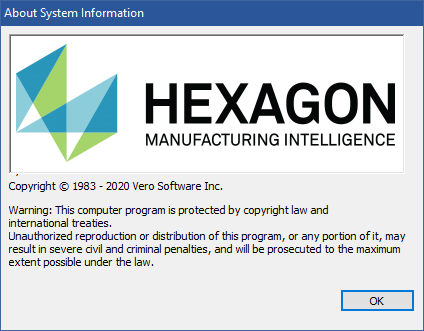 About System Information
HEXAGON
MANUFACTURING INTELLIGENCE
Copyright © 1983 - 2020 Vero Software Inc.
Warning: This computer program is protected by copyright law and
international treaties.
Unauthorized reproduction or distribution of this program, or any portion of it, may
result in severe civil and criminal penalties, and will be prosecuted to the maximum
extent possible under the law.
OK